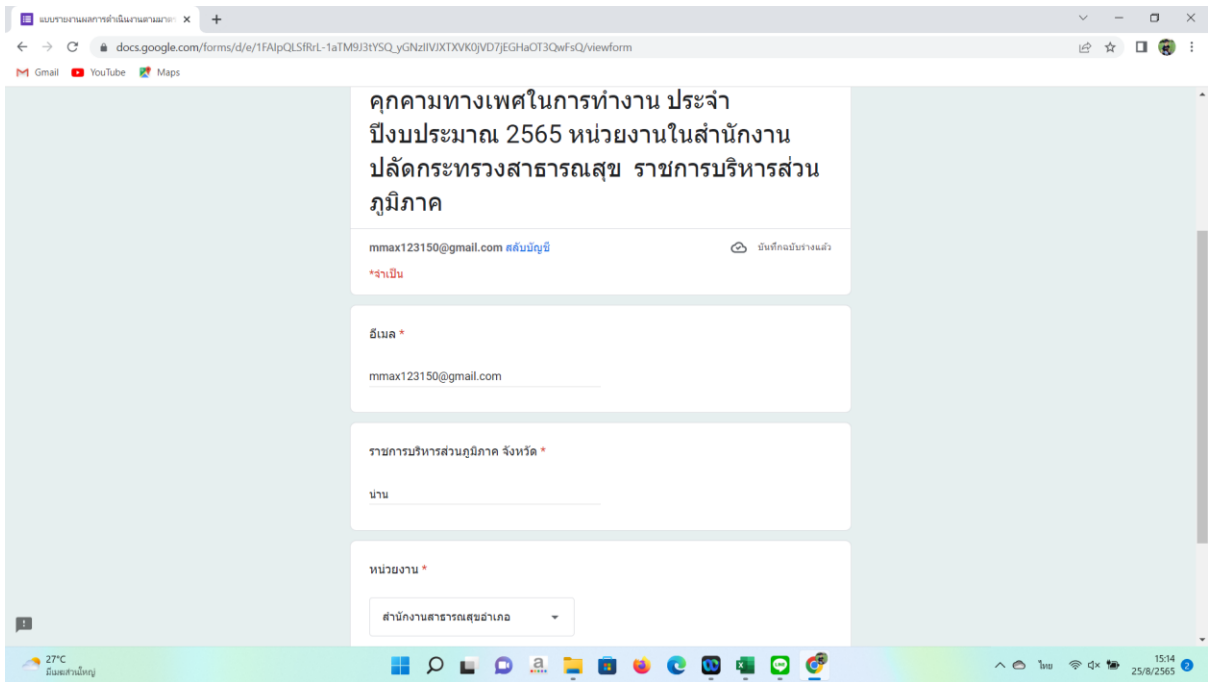 แบบรายงานผลการดำเนินงานตามมาตร
docs.google.com/forms/d/e/1FAIpQLSfRrL-1aTM9J3tYSQ_yGNzIIVJXTXVK0jVD7jEGHaOT3QwFsQ/viewform
Gmail YouTube Maps
คุกคามทางเพศในการทำงาน ประจำ
ปีงบประมาณ 2565 หน่วยงานในสำนักงาน
ปลัดกระทรวงสาธารณสุข ราชการบริหารส่วน
ภูมิภาค
mmax123150@gmail.com สลับบัญชี บันทึกฉบับร่างแล้ว
*จำเป็น
อีเมล *
mmax123150@gmail.com
ราชการบริหารส่วนภูมิภาค จังหวัด *
น่าน
หน่วยงาน *
สำนักงานสาธารณสุขอำเภอ
27°C
มีเมฆส่วนใหญ่
ไทย
15:14
25/8/2565
2